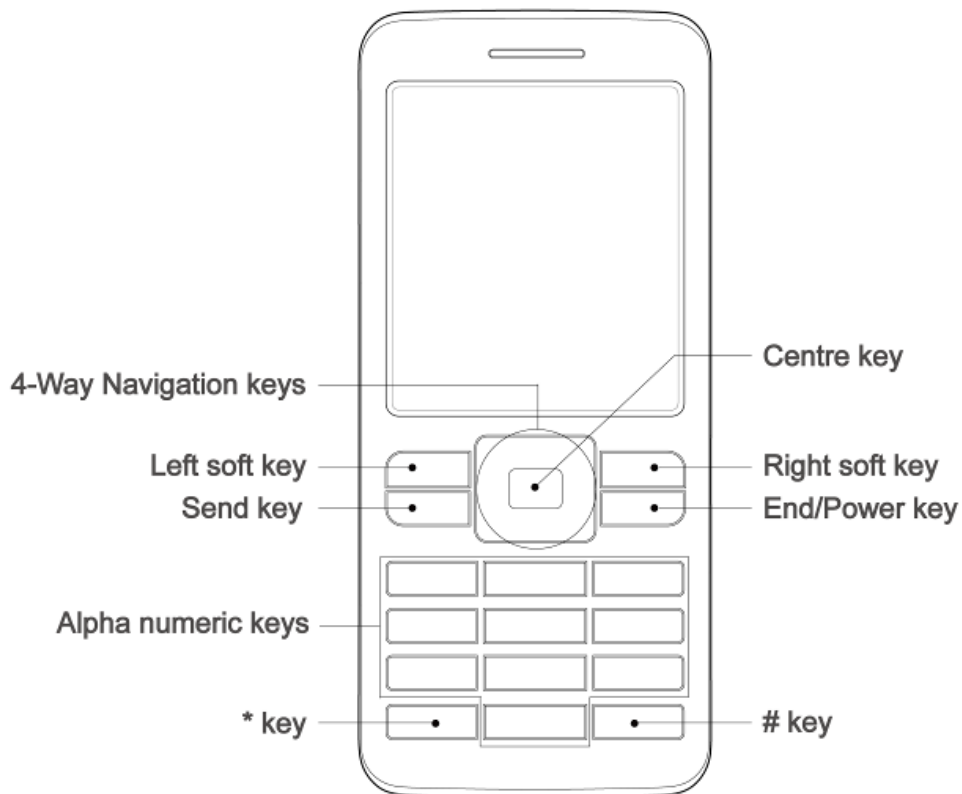 Centre key
4-Way Navigation keys
Left soft key
Right soft key
Send key
End/Power key
Alpha numeric keys
* key
# key